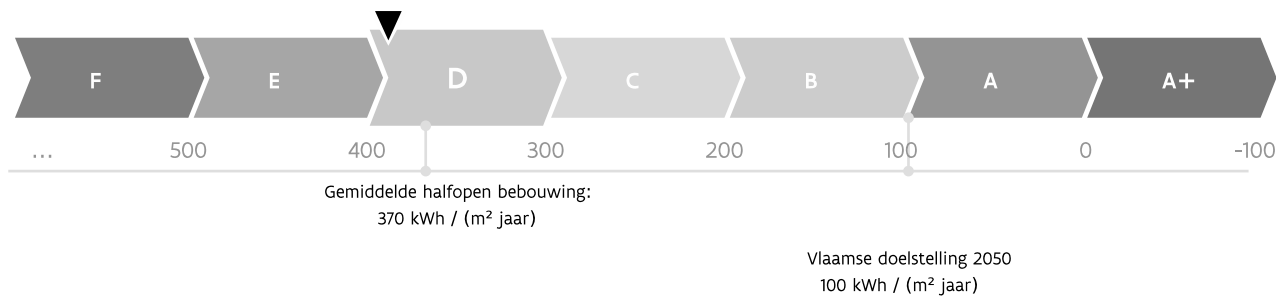 F E D C B A A+
... 500 400 300 200 100 0 -100
Gemiddelde halfopen bebouwing:
370 kWh / (m² jaar)
Vlaamse doelstelling 2050
100 kWh / (m² jaar)